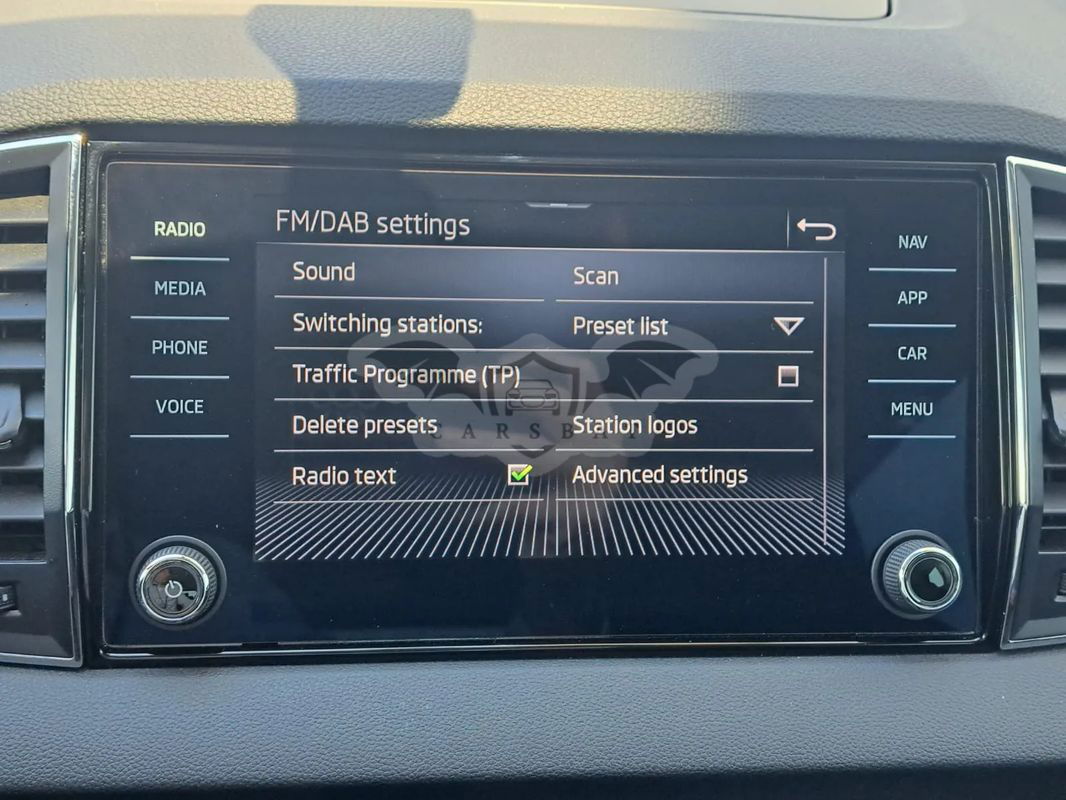 RADIO
MEDIA
PHONE
VOICE
FM/DAB settings
Sound
Scan
Switching stations:
Preset list
Traffic Programme (TP)
Delete presets
Station logos
Radio text
Advanced settings
CARSBAT
NAV
APP
CAR
MENU